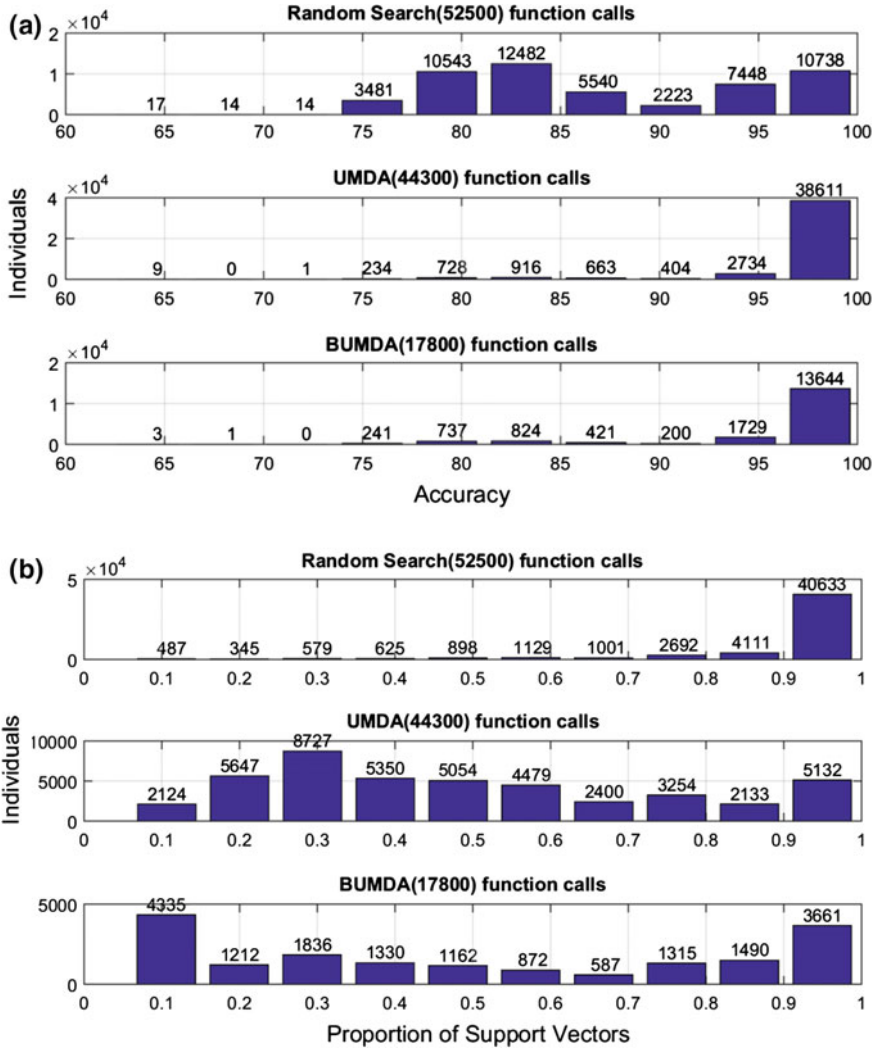 (a)
Random Search(52500) function calls
×10^4
2
1
0
17 14 14 3481 10543 12482 5540 2223 7448 10738
60 65 70 75 80 85 90 95 100
UMDA(44300) function calls
×10^4
4
2
0
9 0 1 234 728 916 663 404 2734 38611
60 65 70 75 80 85 90 95 100
Individuals
BUMDA(17800) function calls
×10^4
2
1
0
3 1 0 241 737 824 421 200 1729 13644
60 65 70 75 80 85 90 95 100
Accuracy
(b)
Random Search(52500) function calls
×10^4
5
0
487 345 579 625 898 1129 1001 2692 4111 40633
0 0.1 0.2 0.3 0.4 0.5 0.6 0.7 0.8 0.9 1
UMDA(44300) function calls
10000
5000
0
2124 5647 8727 5350 5054 4479 2400 3254 2133 5132
0 0.1 0.2 0.3 0.4 0.5 0.6 0.7 0.8 0.9 1
Individuals
BUMDA(17800) function calls
5000
0
4335 1212 1836 1330 1162 872 587 1315 1490 3661
0 0.1 0.2 0.3 0.4 0.5 0.6 0.7 0.8 0.9 1
Proportion of Support Vectors